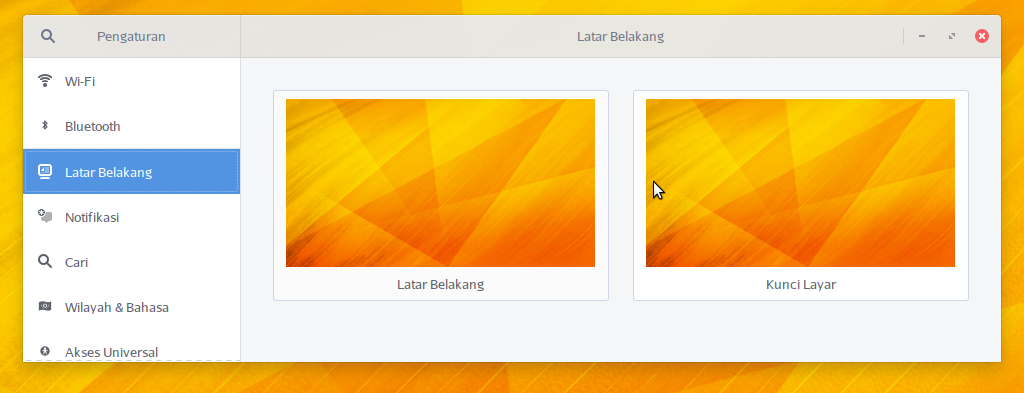 Pengaturan
Latar Belakang
Wi-Fi
Bluetooth
Latar Belakang
Notifikasi
Cari
Wilayah & Bahasa
Akses Universal
Latar Belakang
Kunci Layar